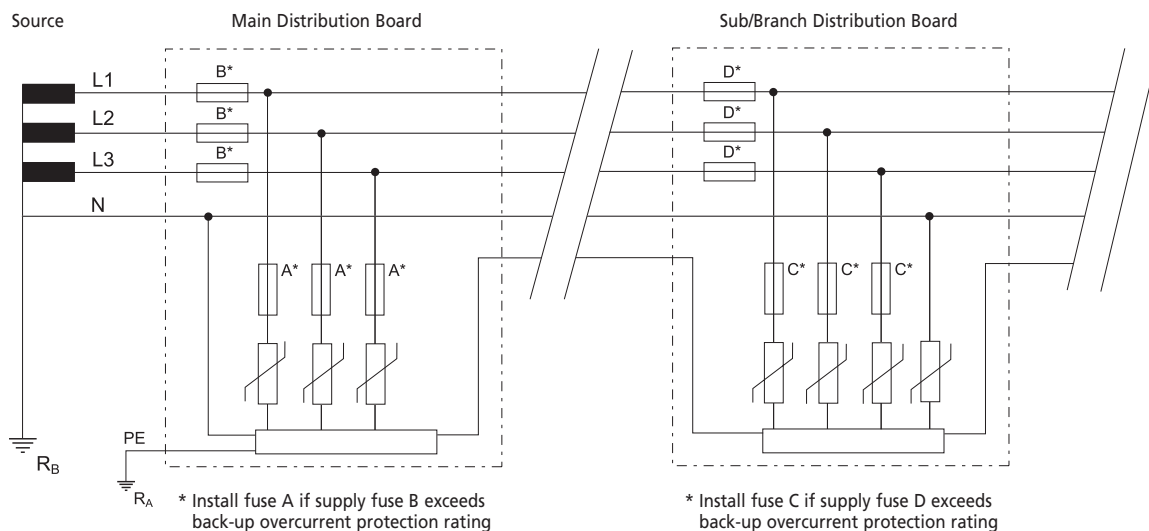 Source
Main Distribution Board
Sub/Branch Distribution Board
L1
B*
D*
L2
B*
D*
L3
B*
D*
N
A*
A*
A*
C*
C*
C*
PE
RB
RA
* Install fuse A if supply fuse B exceeds
back-up overcurrent protection rating
* Install fuse C if supply fuse D exceeds
back-up overcurrent protection rating